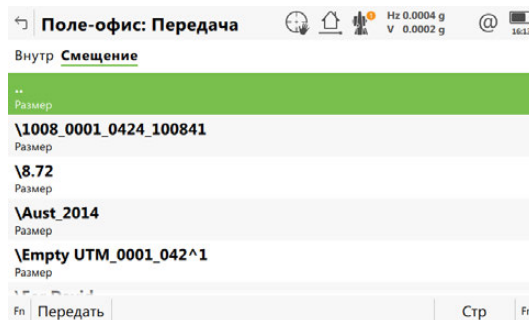 Поле-офис: Передача
Hz 0.0004 g
V 0.0002 g
@
Внутр Смещение
..
Размер
\1008_0001_0424_100841
Размер
\8.72
Размер
\Aust_2014
Размер
\Empty UTM_0001_042^1
Размер
Fn Передать Стр